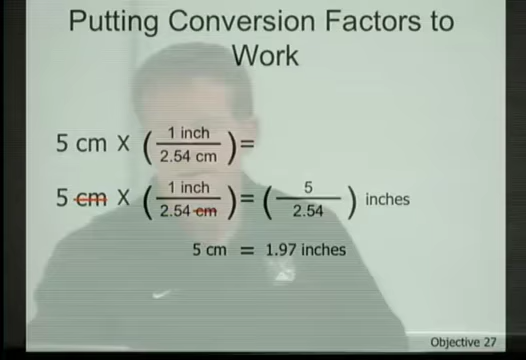 Putting Conversion Factors to
Work
5 cm X ( 1 inch / 2.54 cm ) =
5 cm X ( 1 inch / 2.54 cm ) = ( 5 / 2.54 ) inches
5 cm = 1.97 inches
Objective 27